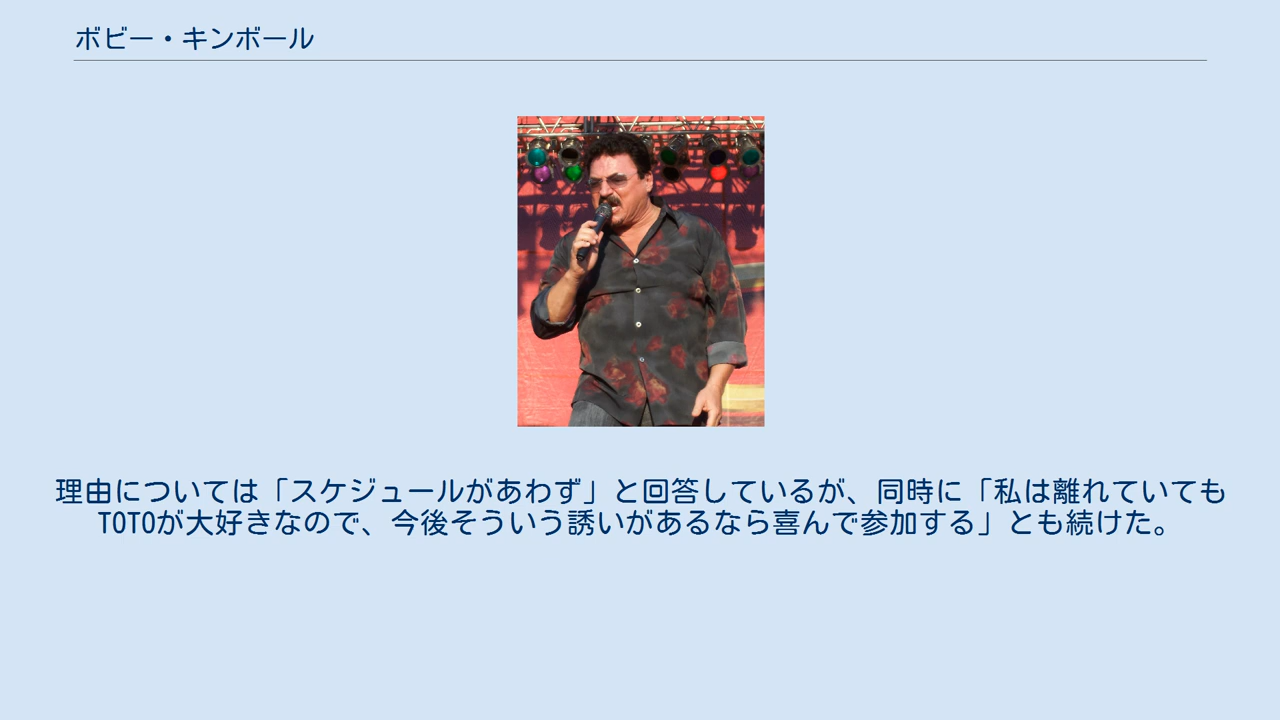 ボビー・キンボール
理由については「スケジュールがあわず」と回答しているが、同時に「私は離れていても
TOTOが大好きなので、今後そういう誘いがあるなら喜んで参加する」とも続けた。